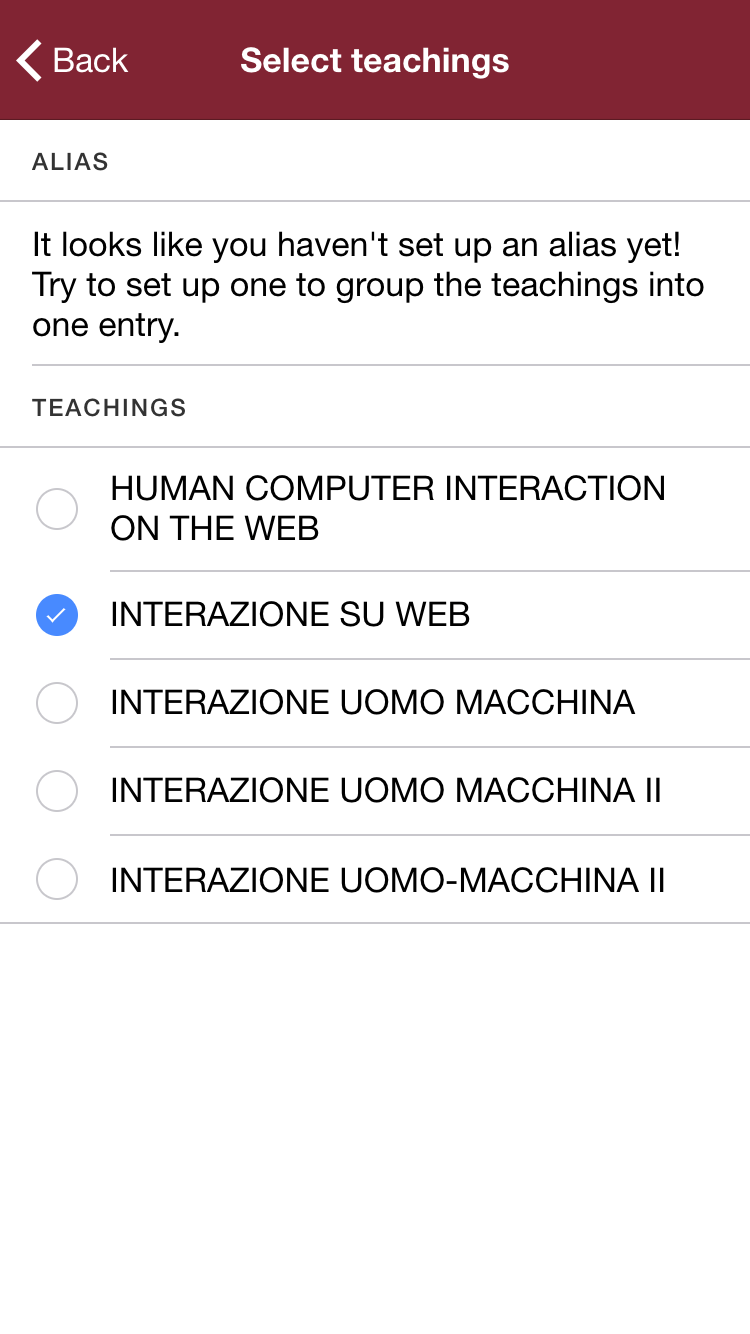 Back
Select teachings
ALIAS
It looks like you haven't set up an alias yet!
Try to set up one to group the teachings into
one entry.
TEACHINGS
HUMAN COMPUTER INTERACTION
ON THE WEB
INTERAZIONE SU WEB
INTERAZIONE UOMO MACCHINA
INTERAZIONE UOMO MACCHINA II
INTERAZIONE UOMO-MACCHINA II